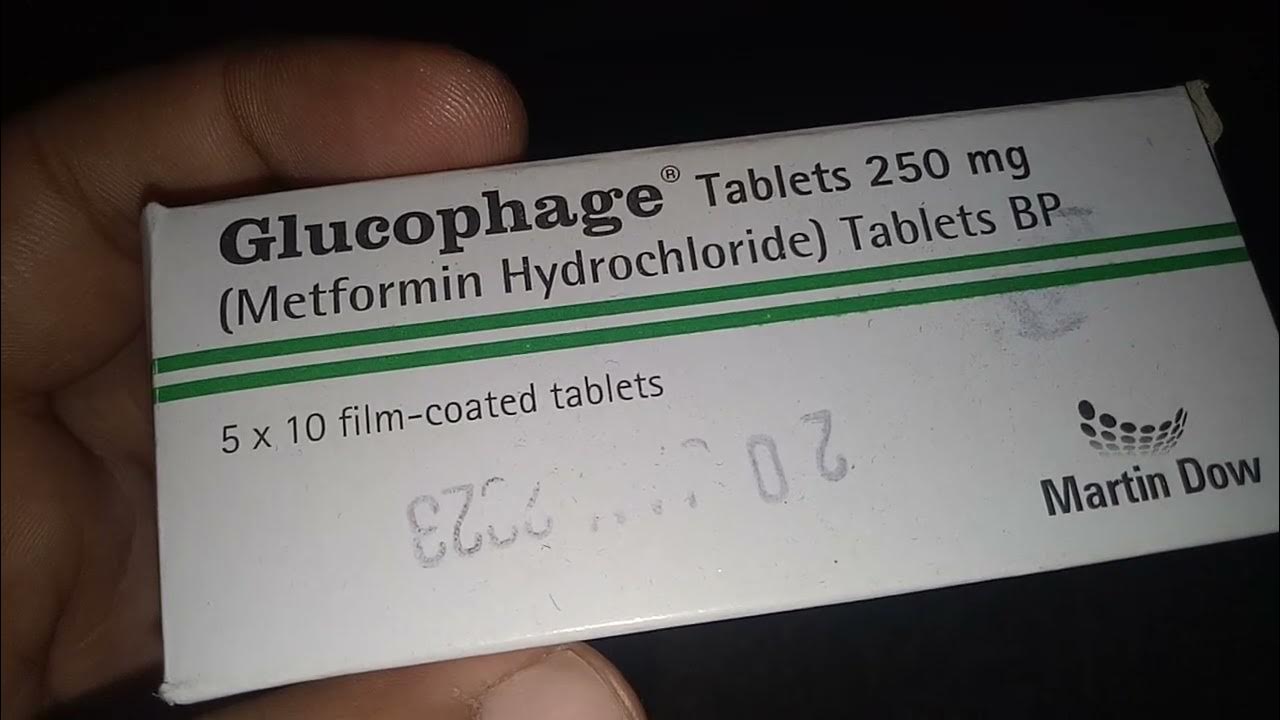 Glucophage® Tablets 250 mg
(Metformin Hydrochloride) Tablets BP
5 x 10 film-coated tablets
Martin Dow